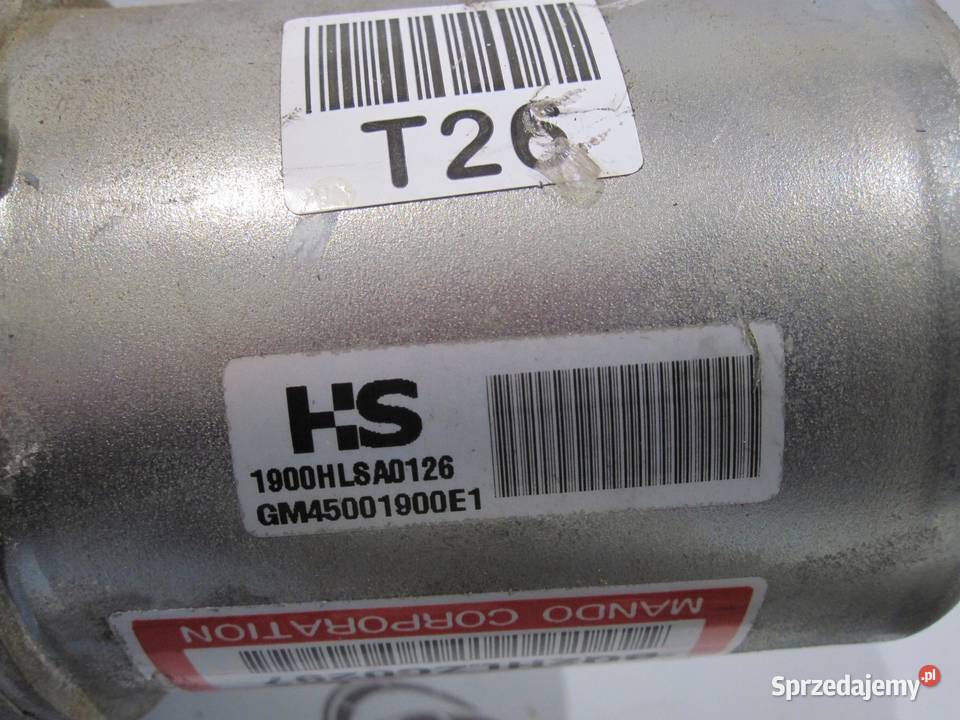 T26
HS
1900HLSA0126
GM45001900E1
MANDO CORPORATION
Sprzedajemy.pl